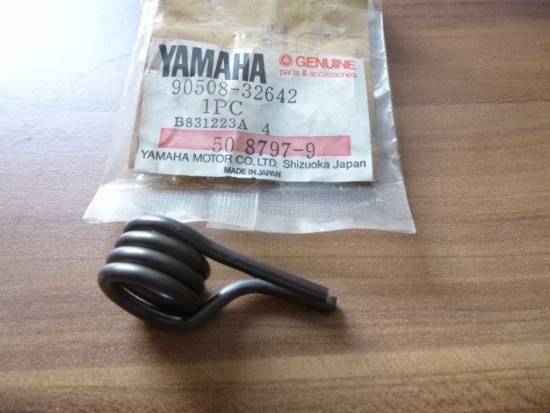 YAMAHA GENUINE
parts & accessories
90508-32642
1PC
B831223A 4
50 8797-9
YAMAHA MOTOR CO., LTD. Shizuoka Japan
MADE IN JAPAN